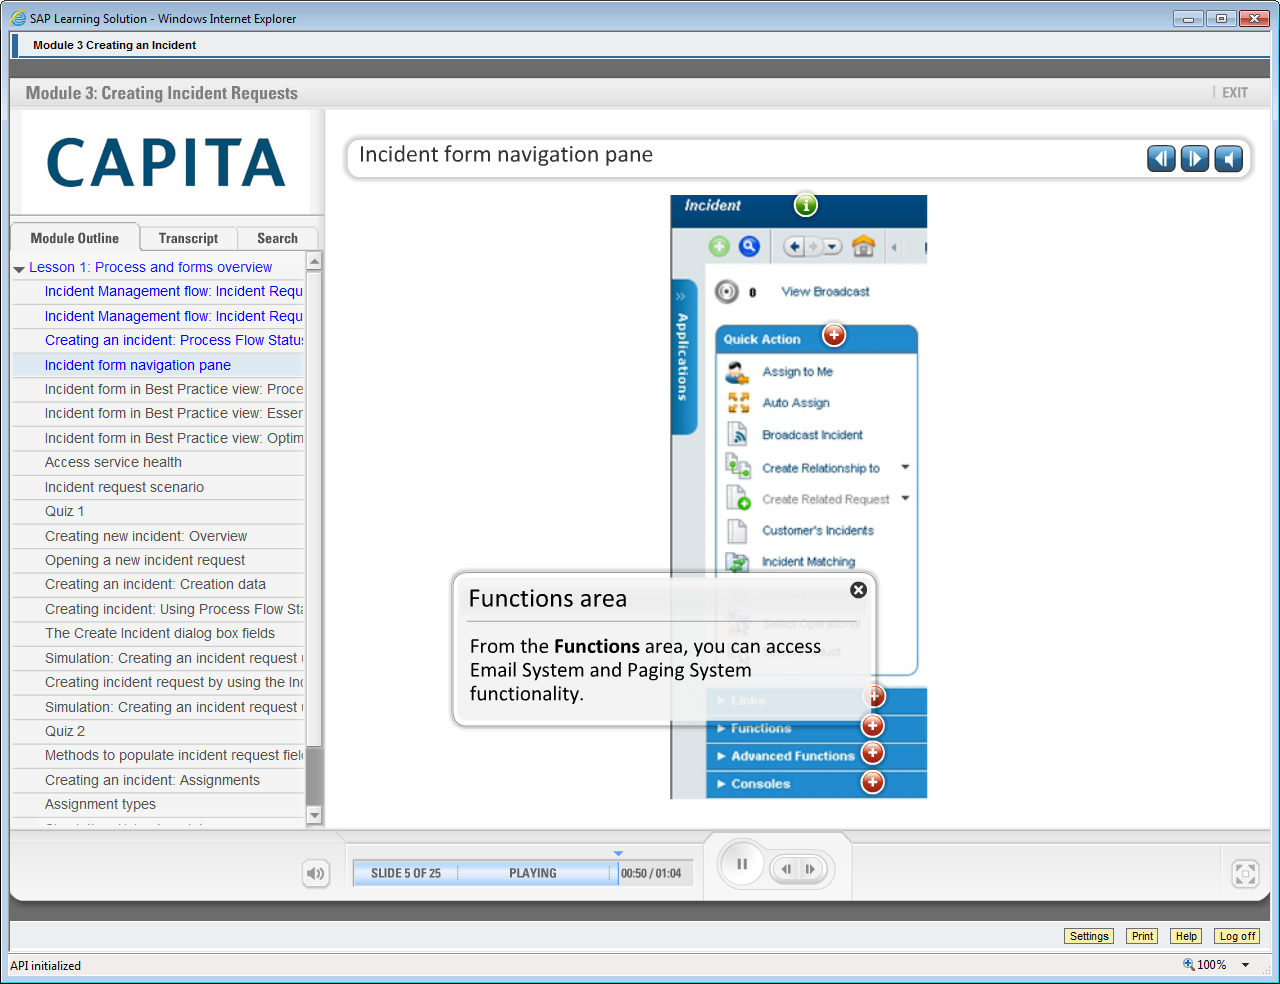 SAP Learning Solution - Windows Internet Explorer
Module 3 Creating an Incident
Module 3: Creating Incident Requests
EXIT
CAPITA
Module Outline
Transcript
Search
Lesson 1: Process and forms overview
Incident Management flow: Incident Requ
Incident Management flow: Incident Requ
Creating an incident: Process Flow Status
Incident form navigation pane
Incident form in Best Practice view: Proce
Incident form in Best Practice view: Essen
Incident form in Best Practice view: Optim
Access service health
Incident request scenario
Quiz 1
Creating new incident: Overview
Opening a new incident request
Creating an incident: Creation data
Creating incident: Using Process Flow Sta
The Create Incident dialog box fields
Simulation: Creating an incident request u
Creating incident request by using the Inc
Simulation: Creating an incident request u
Quiz 2
Methods to populate incident request field
Creating an incident: Assignments
Assignment types
Incident form navigation pane
Incident
0 View Broadcast
Applications
Quick Action
Assign to Me
Auto Assign
Broadcast Incident
Create Relationship to
Create Related Request
Customer's Incidents
Incident Matching
Select Operational
Functions area
From the Functions area, you can access
Email System and Paging System
functionality.
Links
Functions
Advanced Functions
Consoles
SLIDE 5 OF 25
PLAYING
00:50 / 01:04
Settings
Print
Help
Log off
API initialized
100%